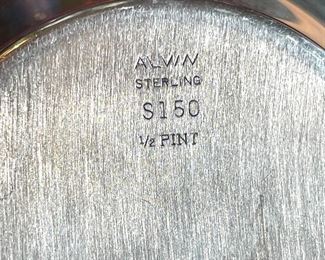 ALVIN
STERLING
S150
1/2 PINT